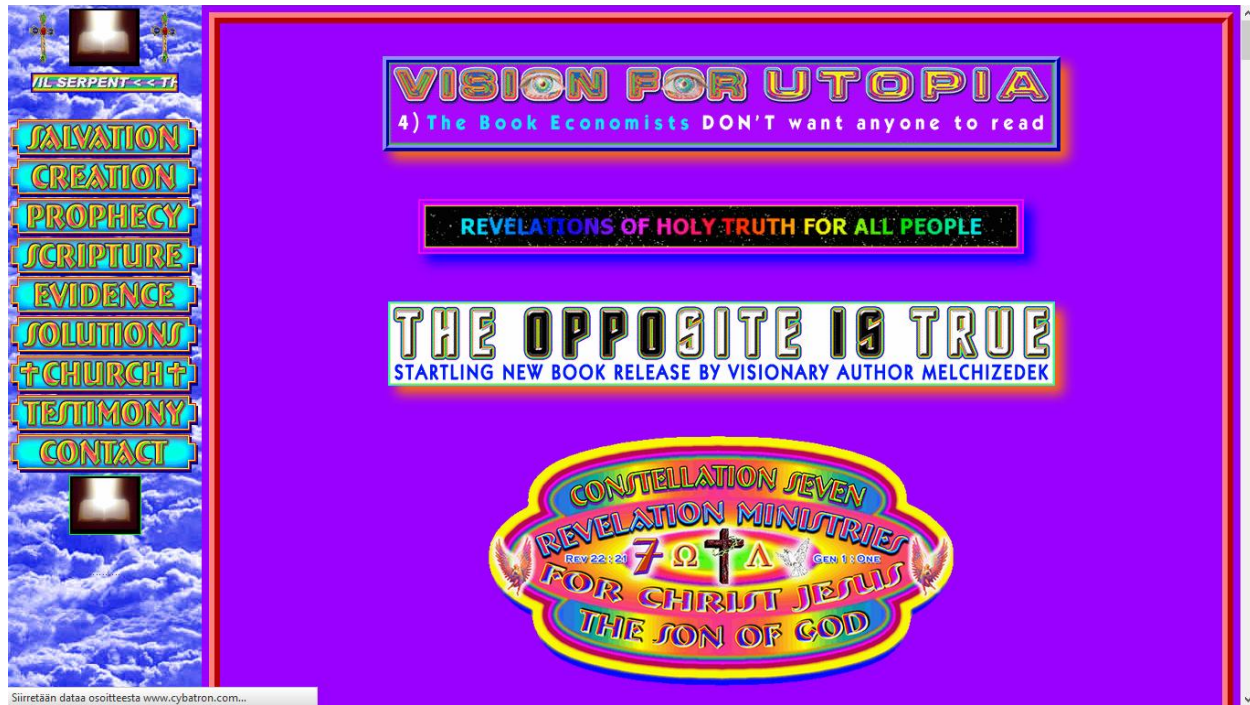 /IL SERPENT << TH
SALVATION
CREATION
PROPHECY
SCRIPTURE
EVIDENCE
SOLUTIONS
†CHURCH†
TESTIMONY
CONTACT
VISION FOR UTOPIA
4) The Book Economists DON'T want anyone to read
REVELATIONS OF HOLY TRUTH FOR ALL PEOPLE
THE OPPOSITE IS TRUE
STARTLING NEW BOOK RELEASE BY VISIONARY AUTHOR MELCHIZEDEK
CONSTELLATION SEVEN
REVELATION MINISTRIES
REV 22:21 7 Ω Λ GEN 1:ONE
FOR CHRIST JESUS
THE SON OF GOD
Siirretään dataa osoitteesta www.cybatron.com...